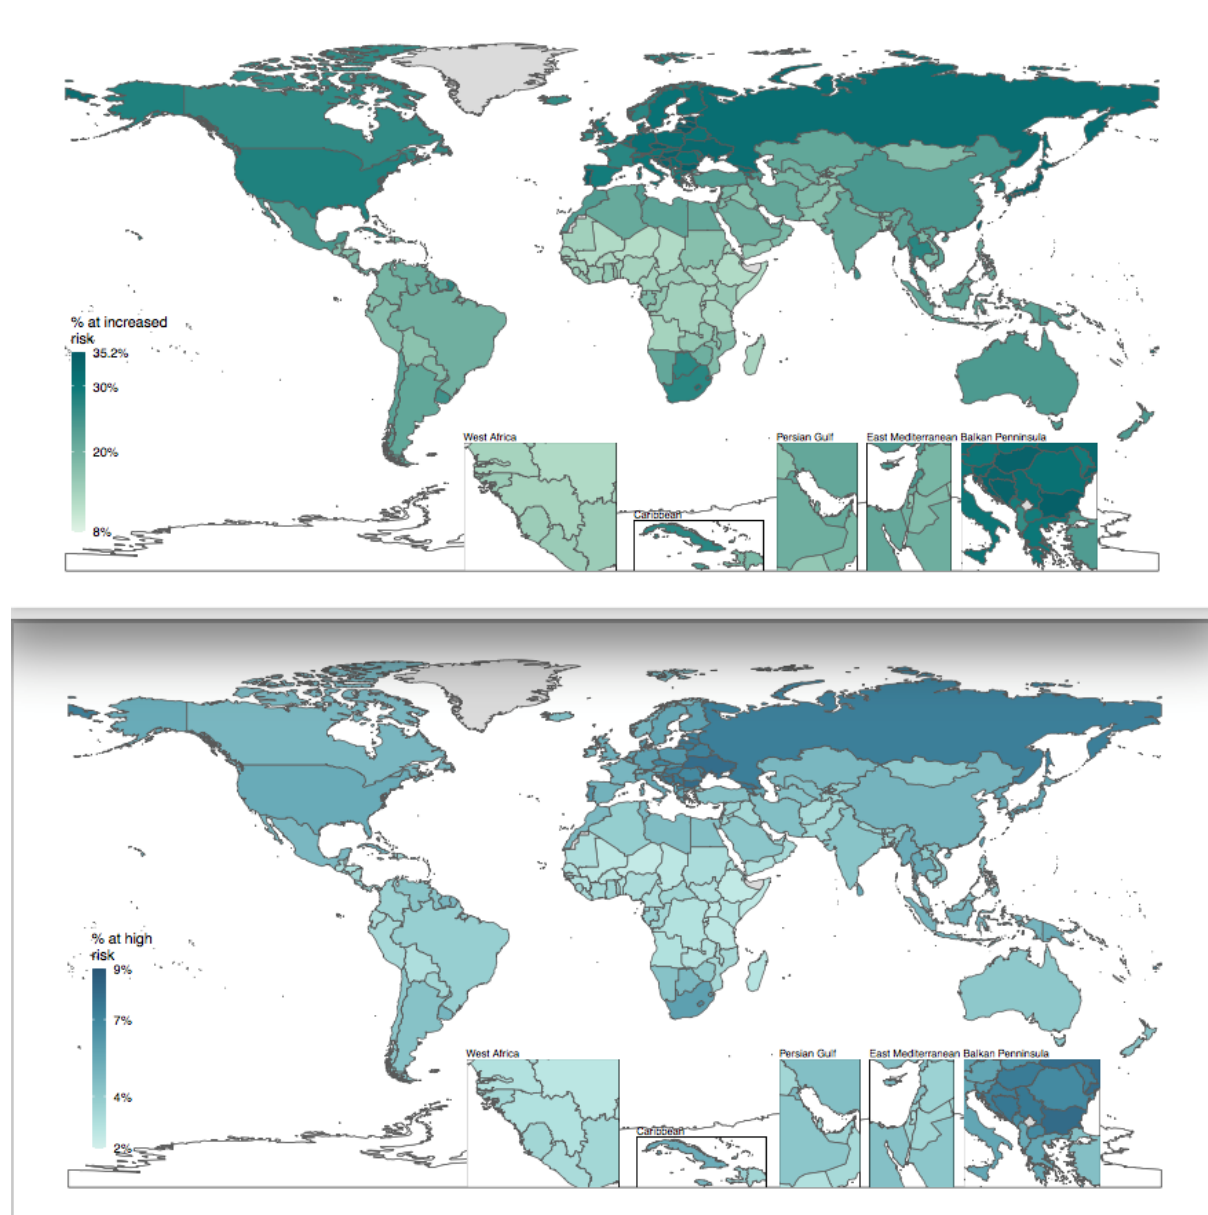 % at increased
risk
35.2%
30%
20%
8%
West Africa
Caribbean
Persian Gulf
East Mediterranean
Balkan Penninsula
% at high
risk
9%
7%
4%
2%
West Africa
Caribbean
Persian Gulf
East Mediterranean
Balkan Penninsula